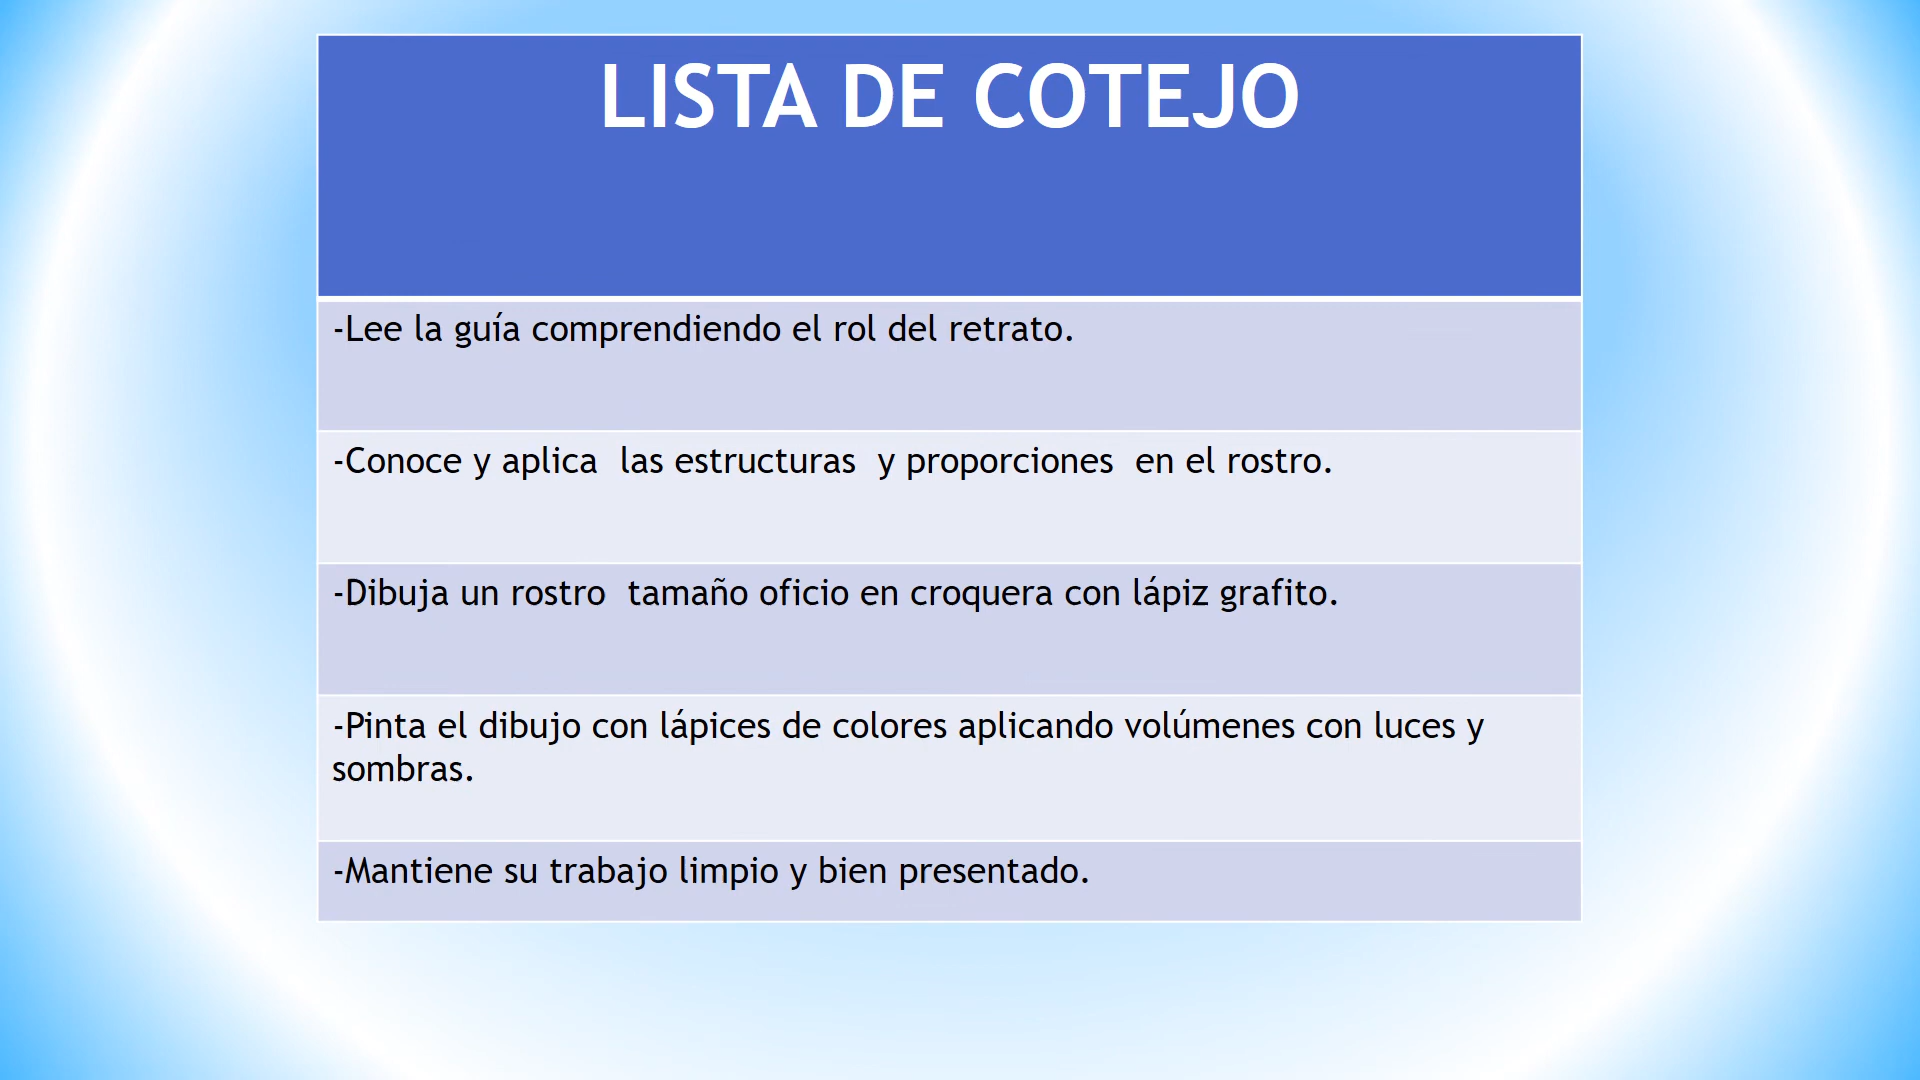 LISTA DE COTEJO
-Lee la guía comprendiendo el rol del retrato.
-Conoce y aplica  las estructuras  y proporciones  en el rostro.
-Dibuja un rostro  tamaño oficio en croquera con lápiz grafito.
-Pinta el dibujo con lápices de colores aplicando volúmenes con luces y
sombras.
-Mantiene su trabajo limpio y bien presentado.